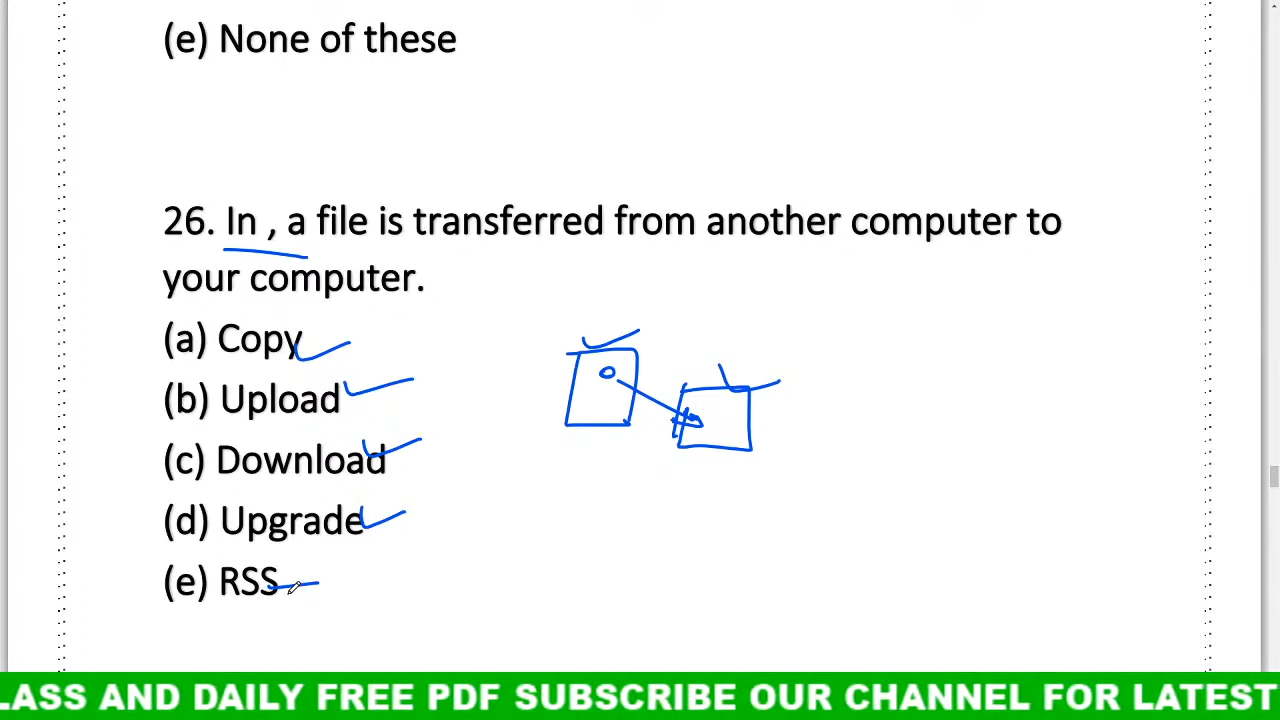 (e) None of these
26. In , a file is transferred from another computer to
your computer.
(a) Copy
(b) Upload
(c) Download
(d) Upgrade
(e) RSS
LASS AND DAILY FREE PDF SUBSCRIBE OUR CHANNEL FOR LATEST